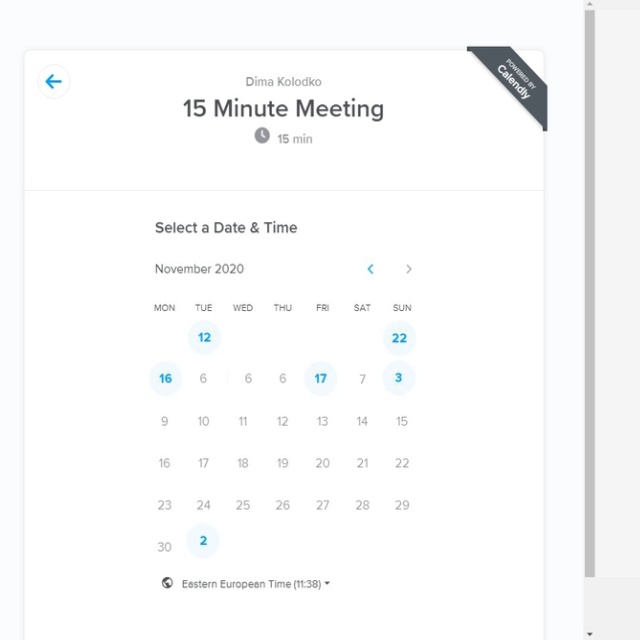 Dima Kolodko
15 Minute Meeting
15 min
POWERED BY
Calendly
Select a Date & Time
November 2020
MON TUE WED THU FRI SAT SUN
12 22
16 6 6 6 17 7 3
9 10 11 12 13 14 15
16 17 18 19 20 21 22
23 24 25 26 27 28 29
30 2
Eastern European Time (11:38)